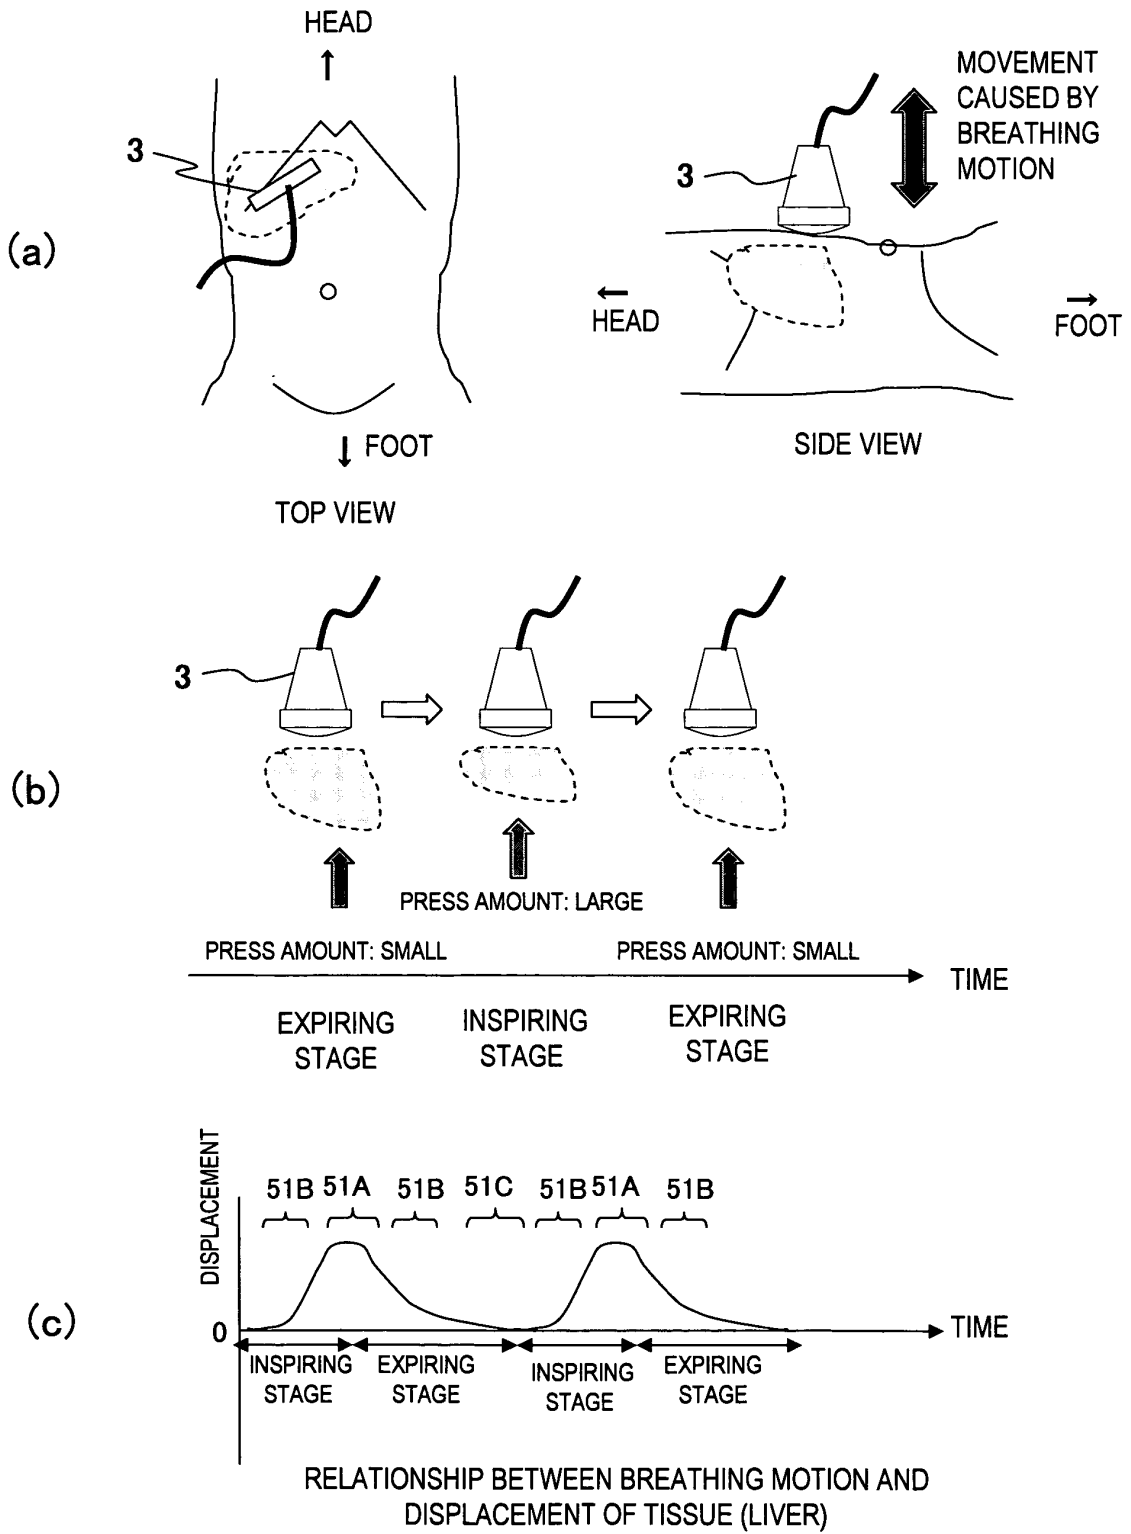 HEAD
3
(a)
FOOT
TOP VIEW
MOVEMENT
CAUSED BY
BREATHING
MOTION
3
HEAD
FOOT
SIDE VIEW
(b)
3
PRESS AMOUNT: LARGE
PRESS AMOUNT: SMALL
PRESS AMOUNT: SMALL
TIME
EXPIRING
STAGE
INSPIRING
STAGE
EXPIRING
STAGE
(c)
DISPLACEMENT
51B 51A 51B 51C 51B 51A 51B
0
TIME
INSPIRING
STAGE
EXPIRING
STAGE
INSPIRING
STAGE
EXPIRING
STAGE
RELATIONSHIP BETWEEN BREATHING MOTION AND
DISPLACEMENT OF TISSUE (LIVER)